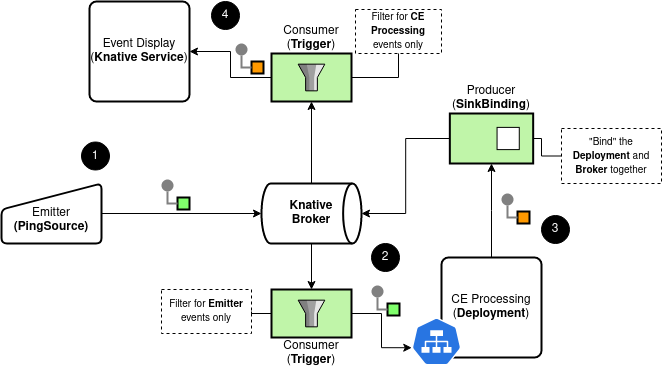 4
Event Display
(Knative Service)
Consumer
(Trigger)
Filter for CE
Processing
events only
Producer
(SinkBinding)
"Bind" the
Deployment and
Broker together
1
Emitter
(PingSource)
Knative
Broker
3
2
Filter for Emitter
events only
Consumer
(Trigger)
CE Processing
(Deployment)